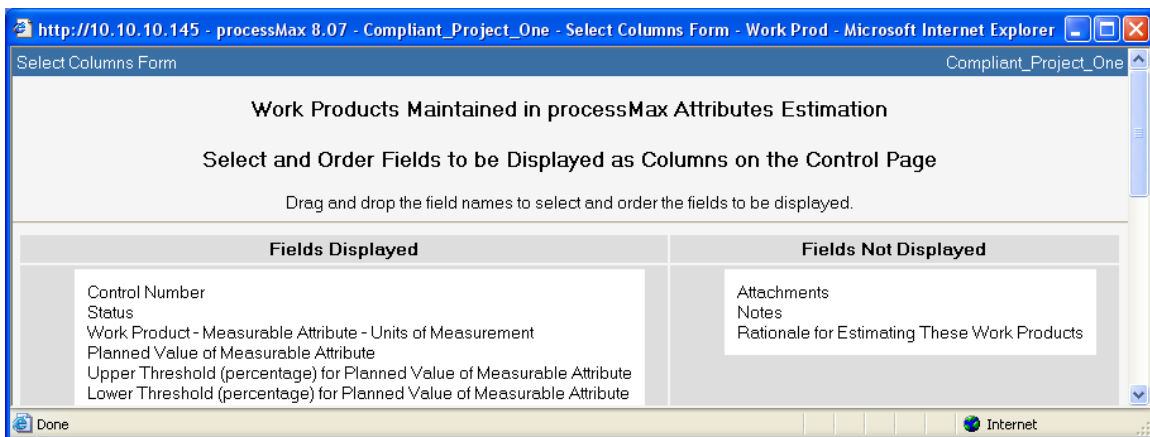 http://10.10.10.145 - processMax 8.07 - Compliant_Project_One - Select Columns Form - Work Prod - Microsoft Internet Explorer
Select Columns Form Compliant_Project_One
Work Products Maintained in processMax Attributes Estimation
Select and Order Fields to be Displayed as Columns on the Control Page
Drag and drop the field names to select and order the fields to be displayed.
Fields Displayed
Control Number
Status
Work Product - Measurable Attribute - Units of Measurement
Planned Value of Measurable Attribute
Upper Threshold (percentage) for Planned Value of Measurable Attribute
Lower Threshold (percentage) for Planned Value of Measurable Attribute
Fields Not Displayed
Attachments
Notes
Rationale for Estimating These Work Products
Done Internet